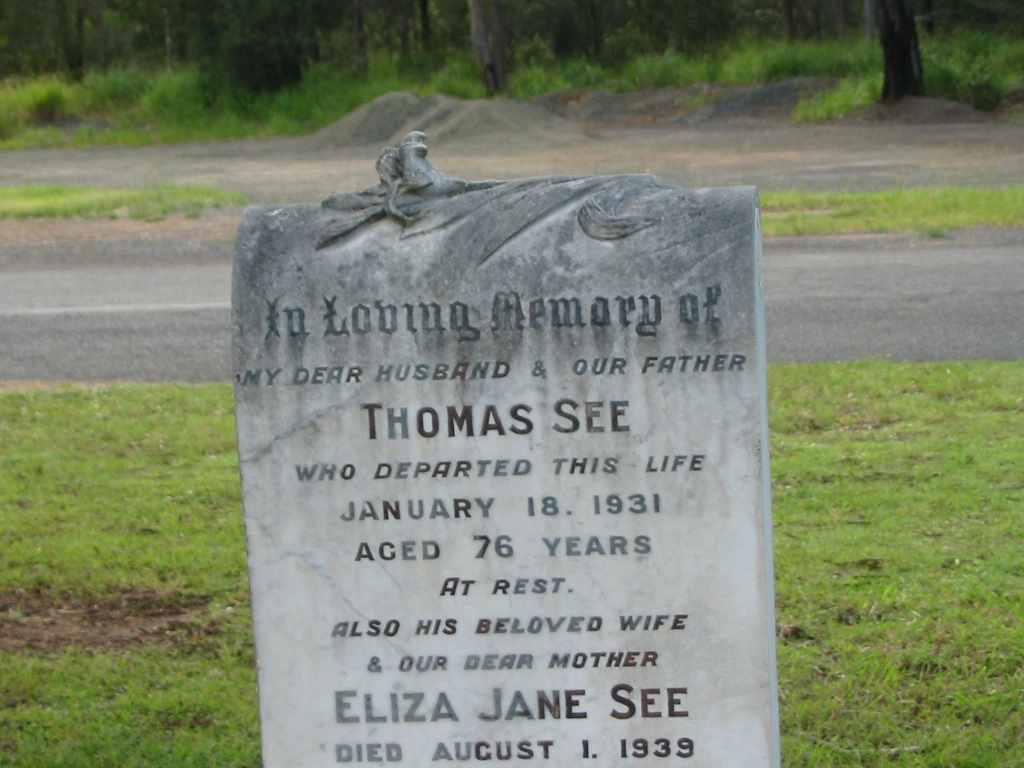 In Loving Memory of
MY DEAR HUSBAND & OUR FATHER
THOMAS SEE
WHO DEPARTED THIS LIFE
JANUARY 18. 1931
AGED 76 YEARS
AT REST.
ALSO HIS BELOVED WIFE
& OUR DEAR MOTHER
ELIZA JANE SEE
DIED AUGUST 1. 1939